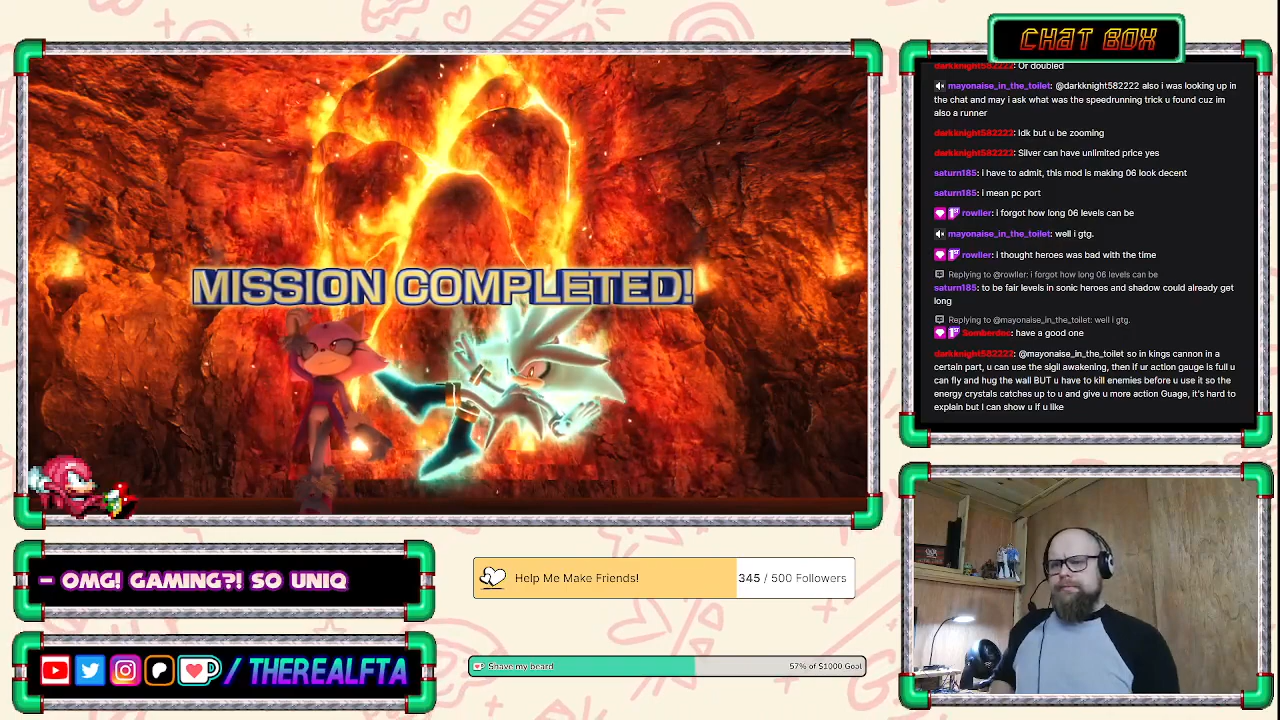 CHAT BOX
darkknight582222: Or doubled
mayonaise_in_the_toilet: @darkknight582222 also i was looking up in
the chat and may i ask what was the speedrunning trick u found cruz im
also a runner
darkknight582222: Idk but u be zooming
darkknight582222: Silver can have unlimited price yes
saturn185: i have to admit, this mod is making 06 look decent
saturn185: i mean pc port
rowller: i forgot how long 06 levels can be
mayonaise_in_the_toilet: well i gtg.
rowller: i thought heroes was bad with the time
Replying to @rowller: i forgot how long 06 levels can be
saturn185: to be fair levels in sonic heroes and shadow could already get
long
Replying to @mayonaise_in_the_toilet: well i gtg.
Somberdec: have a good one
darkknight582222: @mayonaise_in_the_toilet so in kings cannon in a
certain part, u can use the sigil awakening, then if ur action gauge is full u
can fly and hug the wall BUT u have to kill enemies before u use it so the
energy crystals catches up to u and give u more action Guage, it's hard to
explain but I can show u If u like
MISSION COMPLETED!
- OMG! GAMING?! SO UNIQ
Help Me Make Friends!
345 / 500 Followers
/ THEREALFTA
Shave my beard
57% of $1000 Goal